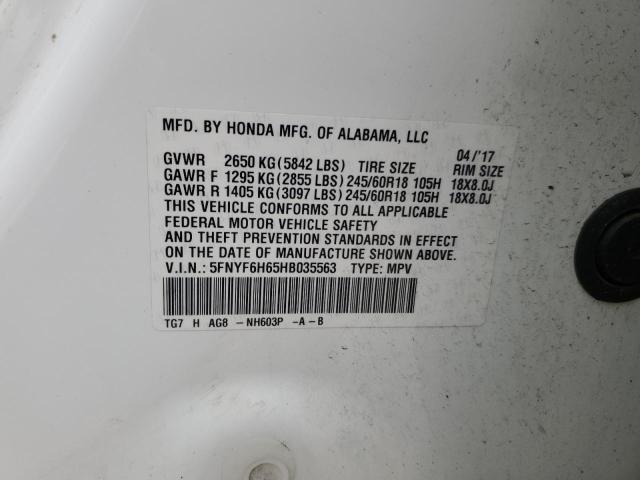 MFD. BY HONDA MFG. OF ALABAMA, LLC
04/'17
GVWR 2650 KG(5842 LBS) TIRE SIZE RIM SIZE
GAWR F 1295 KG(2855 LBS)245/60R18 105H 18X8.0J
GAWR R 1405 KG(3097 LBS)245/60R18 105H 18X8.0J
THIS VEHICLE CONFORMS TO ALL APPLICABLE
FEDERAL MOTOR VEHICLE SAFETY
AND THEFT PREVENTION STANDARDS IN EFFECT
ON THE DATE OF MANUFACTURE SHOWN ABOVE.
V.I.N.: 5FNYF6H65HB035563 TYPE: MPV
TG7 H AG8 -NH603P -A-B